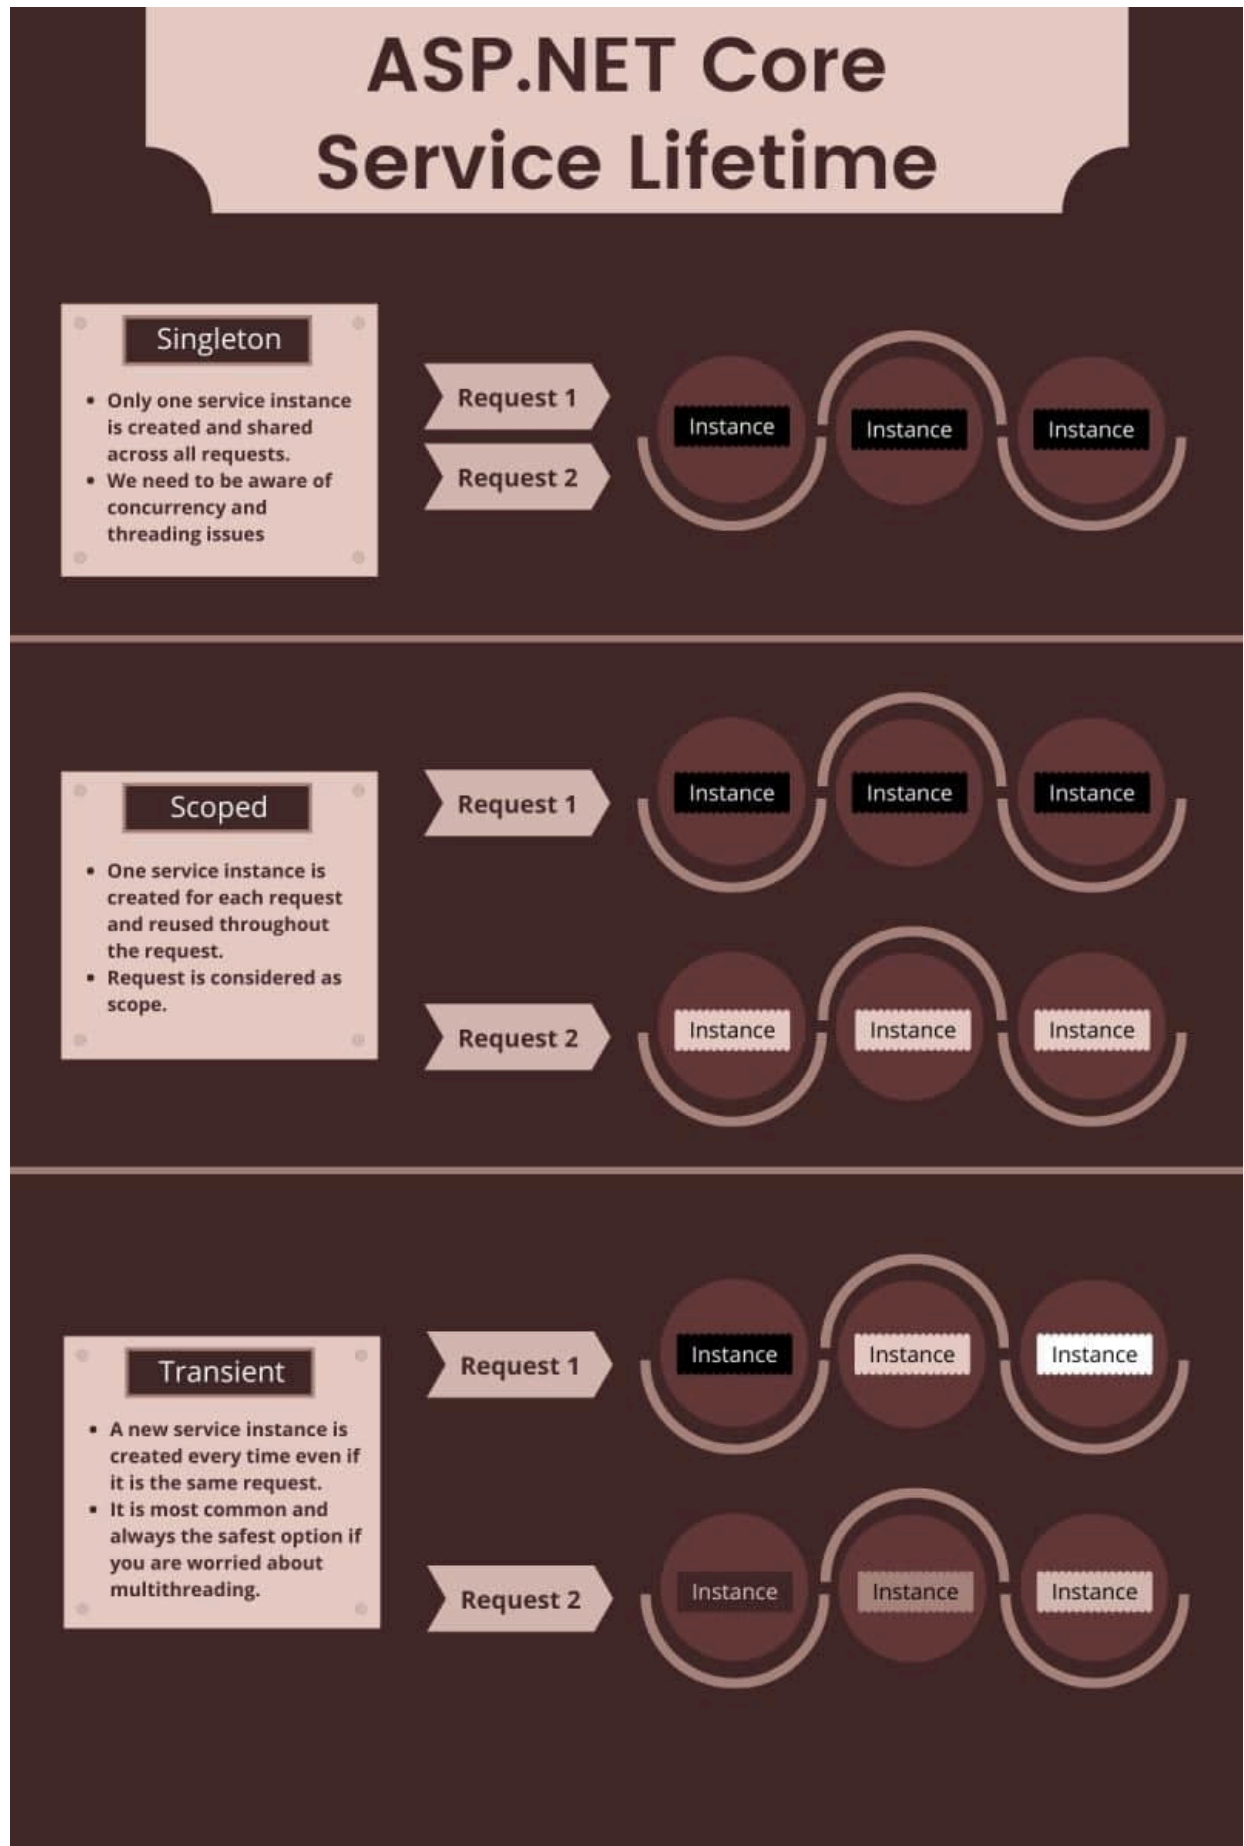 ASP.NET Core
Service Lifetime
Singleton
• Only one service instance
is created and shared
across all requests.
• We need to be aware of
concurrency and
threading issues
Request 1
Request 2
Instance
Instance
Instance
Scoped
• One service instance is
created for each request
and reused throughout
the request.
• Request is considered as
scope.
Request 1
Instance
Instance
Instance
Request 2
Instance
Instance
Instance
Transient
• A new service instance is
created every time even if
it is the same request.
• It is most common and
always the safest option if
you are worried about
multithreading.
Request 1
Instance
Instance
Instance
Request 2
Instance
Instance
Instance